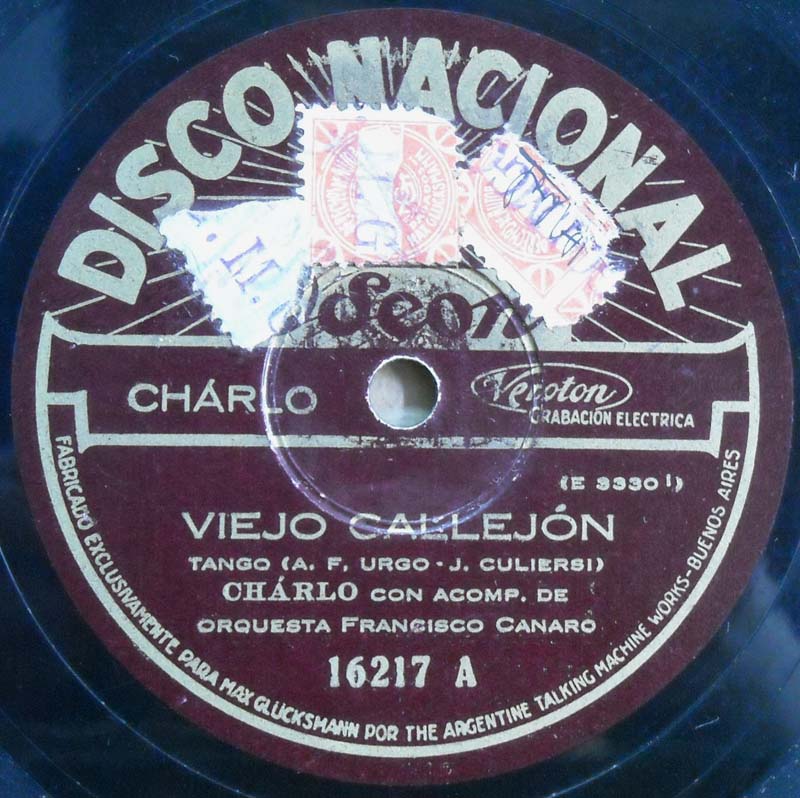 DISCO NACIONAL
Odeon
CHÁRLO
Veroton
GRABACIÓN ELECTRICA
(E 3330 I)
VIEJO CALLEJÓN
TANGO (A. F. URGO - J. CULIERSI)
CHÁRLO CON ACOMP. DE
ORQUESTA FRANCISCO CANARO
16217 A
FABRICADO EXCLUSIVAMENTE PARA MAX GLÜCKSMANN POR THE ARGENTINE TALKING MACHINE WORKS-BUENOS AIRES